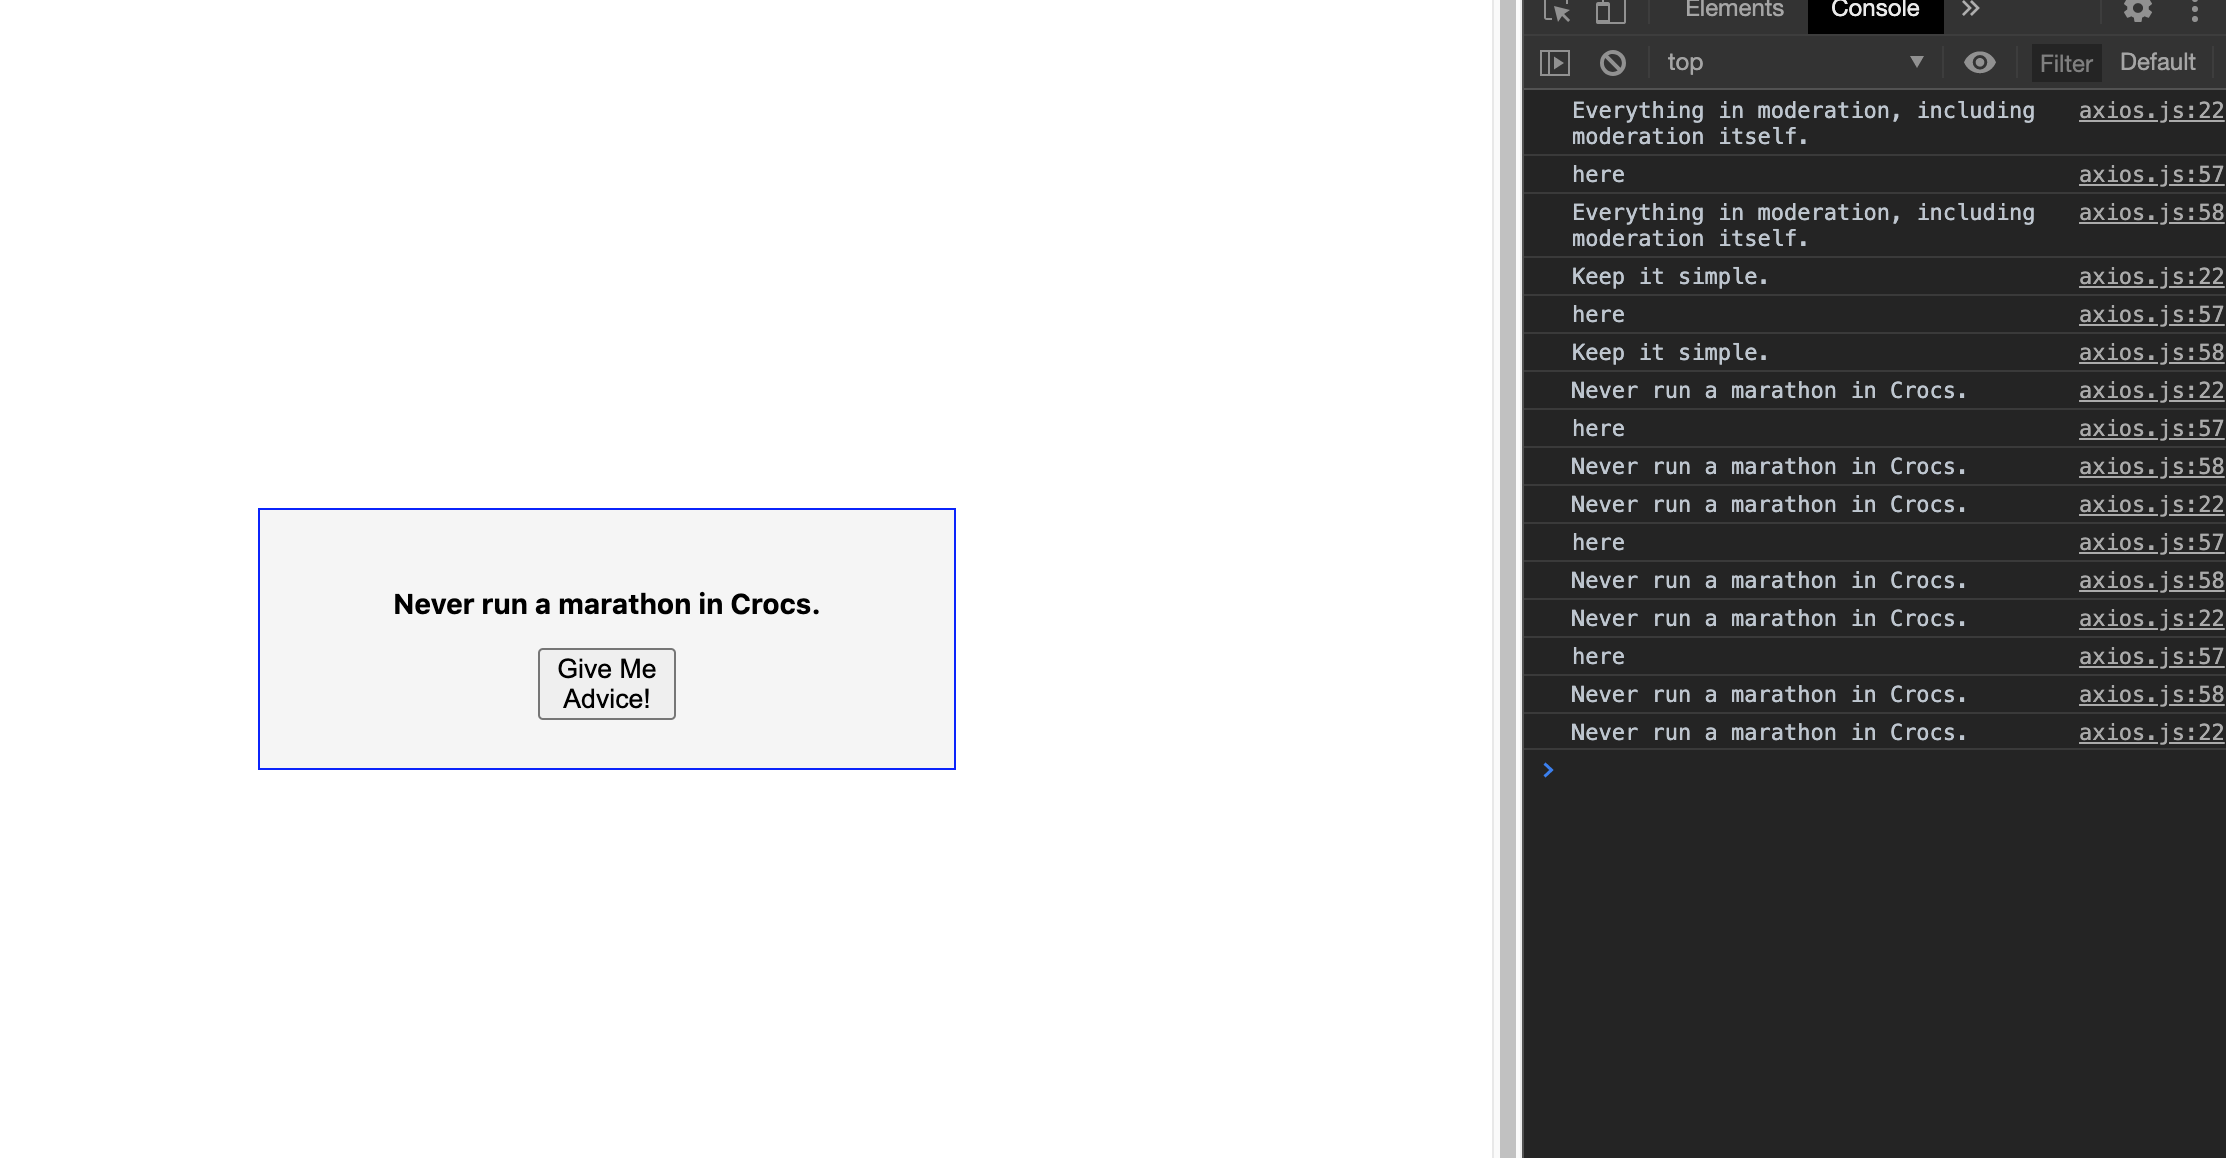 Never run a marathon in Crocs.
Give Me
Advice!
Elements
Console
top
Filter
Default
Everything in moderation, including axios.js:22
moderation itself.
here axios.js:57
Everything in moderation, including axios.js:58
moderation itself.
Keep it simple. axios.js:22
here axios.js:57
Keep it simple. axios.js:58
Never run a marathon in Crocs. axios.js:22
here axios.js:57
Never run a marathon in Crocs. axios.js:58
Never run a marathon in Crocs. axios.js:22
here axios.js:57
Never run a marathon in Crocs. axios.js:58
Never run a marathon in Crocs. axios.js:22
here axios.js:57
Never run a marathon in Crocs. axios.js:58
Never run a marathon in Crocs. axios.js:22